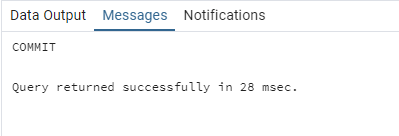 Data Output Messages Notifications
COMMIT
Query returned successfully in 28 msec.